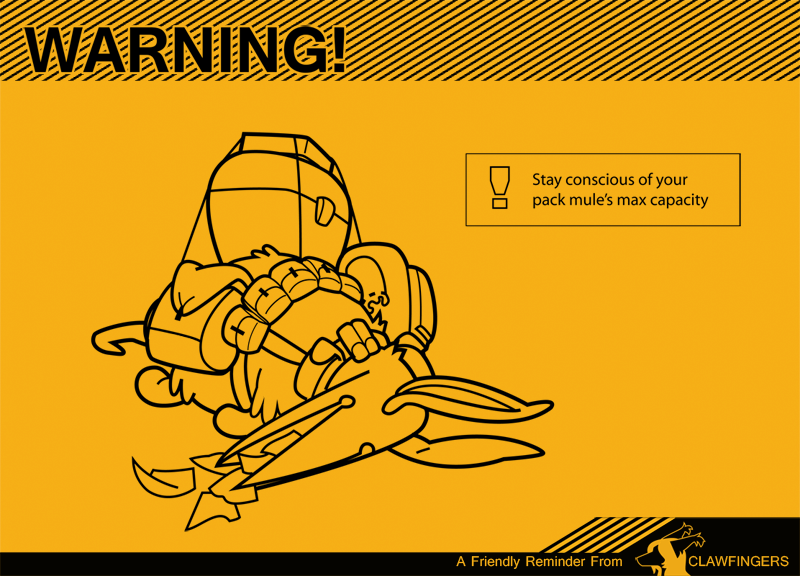 WARNING!
Stay conscious of your
pack mule’s max capacity
A Friendly Reminder From
CLAWFINGERS